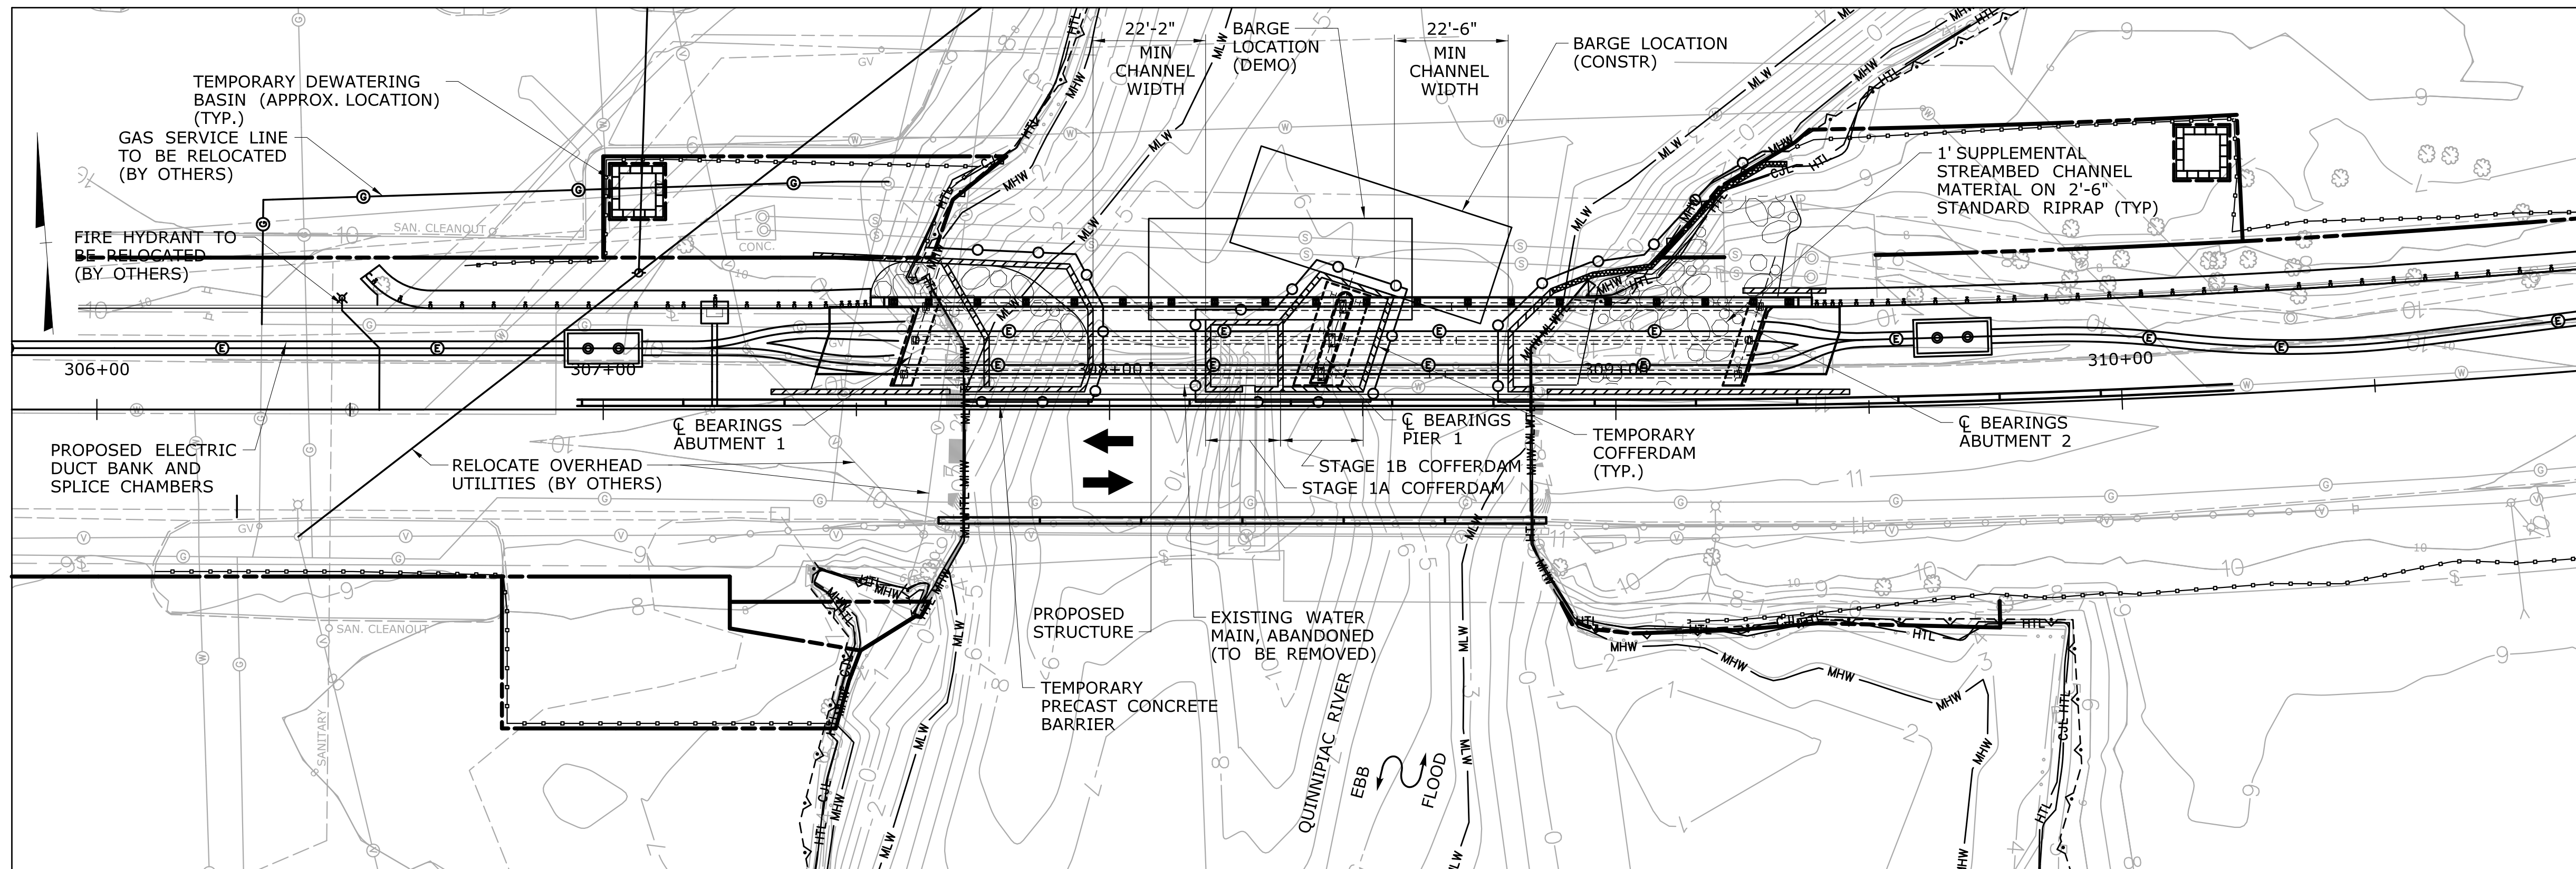 22'-2"
MIN
CHANNEL
WIDTH
BARGE
LOCATION
(DEMO)
22'-6"
MIN
CHANNEL
WIDTH
BARGE LOCATION
(CONSTR)
TEMPORARY DEWATERING
BASIN (APPROX. LOCATION)
(TYP.)
GAS SERVICE LINE
TO BE RELOCATED
(BY OTHERS)
1' SUPPLEMENTAL
STREAMBED CHANNEL
MATERIAL ON 2'-6"
STANDARD RIPRAP (TYP)
GV
SAN. CLEANOUT
CONC.
FIRE HYDRANT TO
BE RELOCATED
(BY OTHERS)
306+00
307+00
308+00
309+00
310+00
℄ BEARINGS
ABUTMENT 1
℄ BEARINGS
PIER 1
TEMPORARY
COFFERDAM
(TYP.)
℄ BEARINGS
ABUTMENT 2
PROPOSED ELECTRIC
DUCT BANK AND
SPLICE CHAMBERS
RELOCATE OVERHEAD
UTILITIES (BY OTHERS)
STAGE 1B COFFERDAM
STAGE 1A COFFERDAM
GV
SAN. CLEANOUT
SANITARY
PROPOSED
STRUCTURE
EXISTING WATER
MAIN, ABANDONED
(TO BE REMOVED)
TEMPORARY
PRECAST CONCRETE
BARRIER
QUINNIPIAC RIVER
EBB
FLOOD
MLW
MHW
HTL
CJL